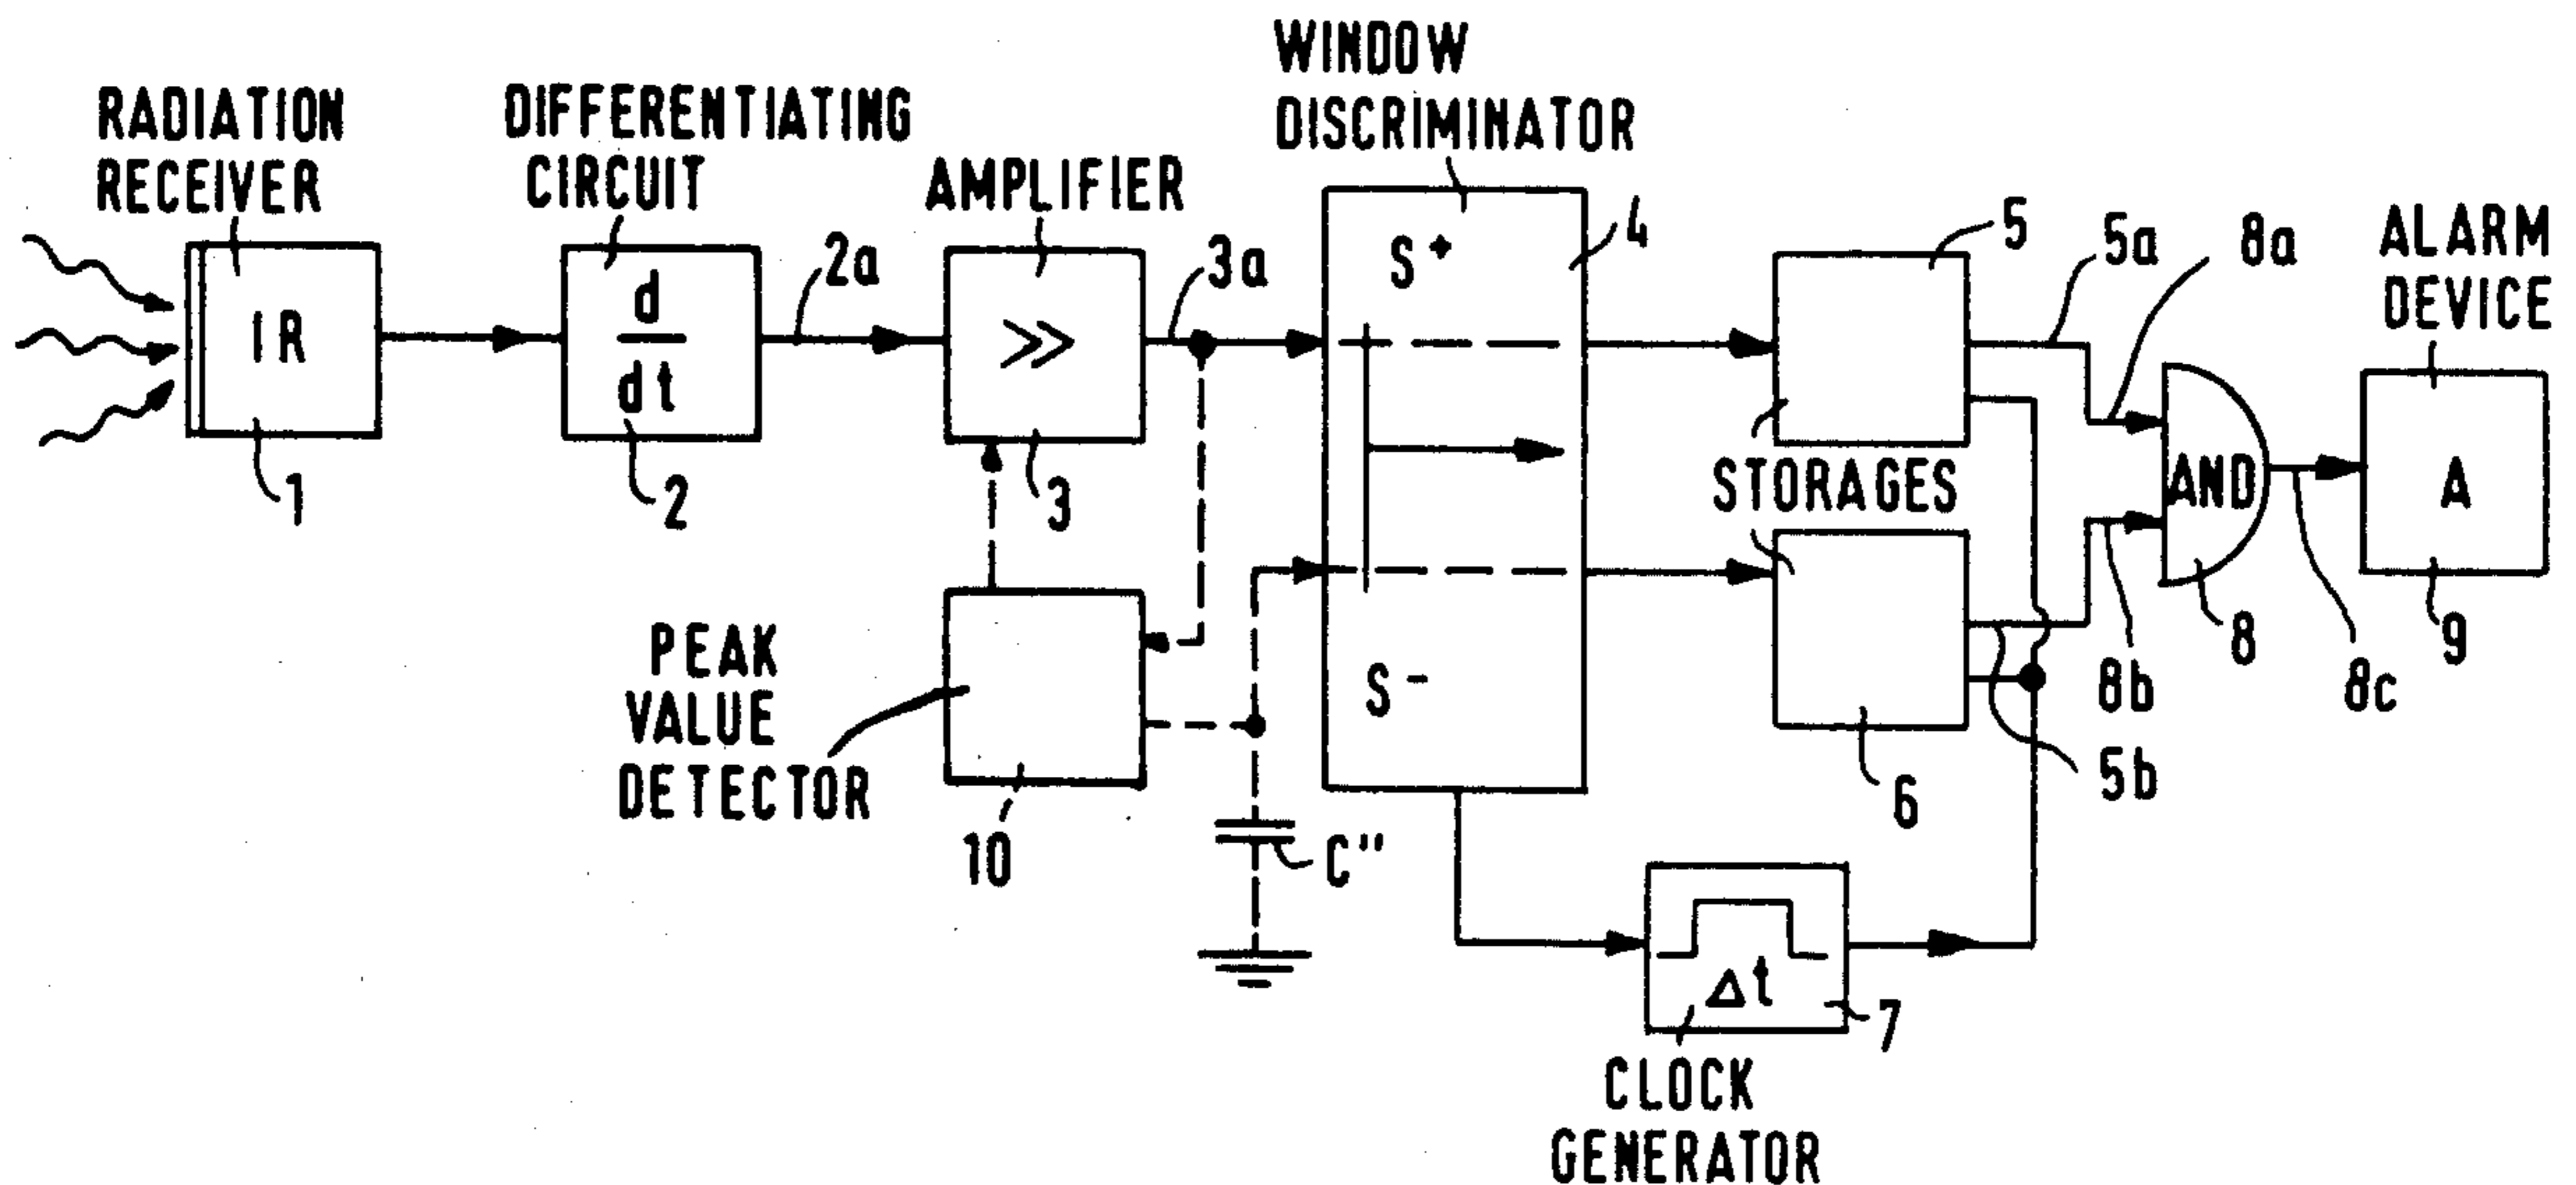 RADIATION
RECEIVER
DIFFERENTIATING
CIRCUIT
AMPLIFIER
WINDOW
DISCRIMINATOR
ALARM
DEVICE
IR
1
d
dt
2
2a
>>
3
3a
S+
S-
4
5
5a
8a
STORAGES
6
5b
8b
AND
8
8c
A
9
PEAK
VALUE
DETECTOR
10
C"
Δt
7
CLOCK
GENERATOR